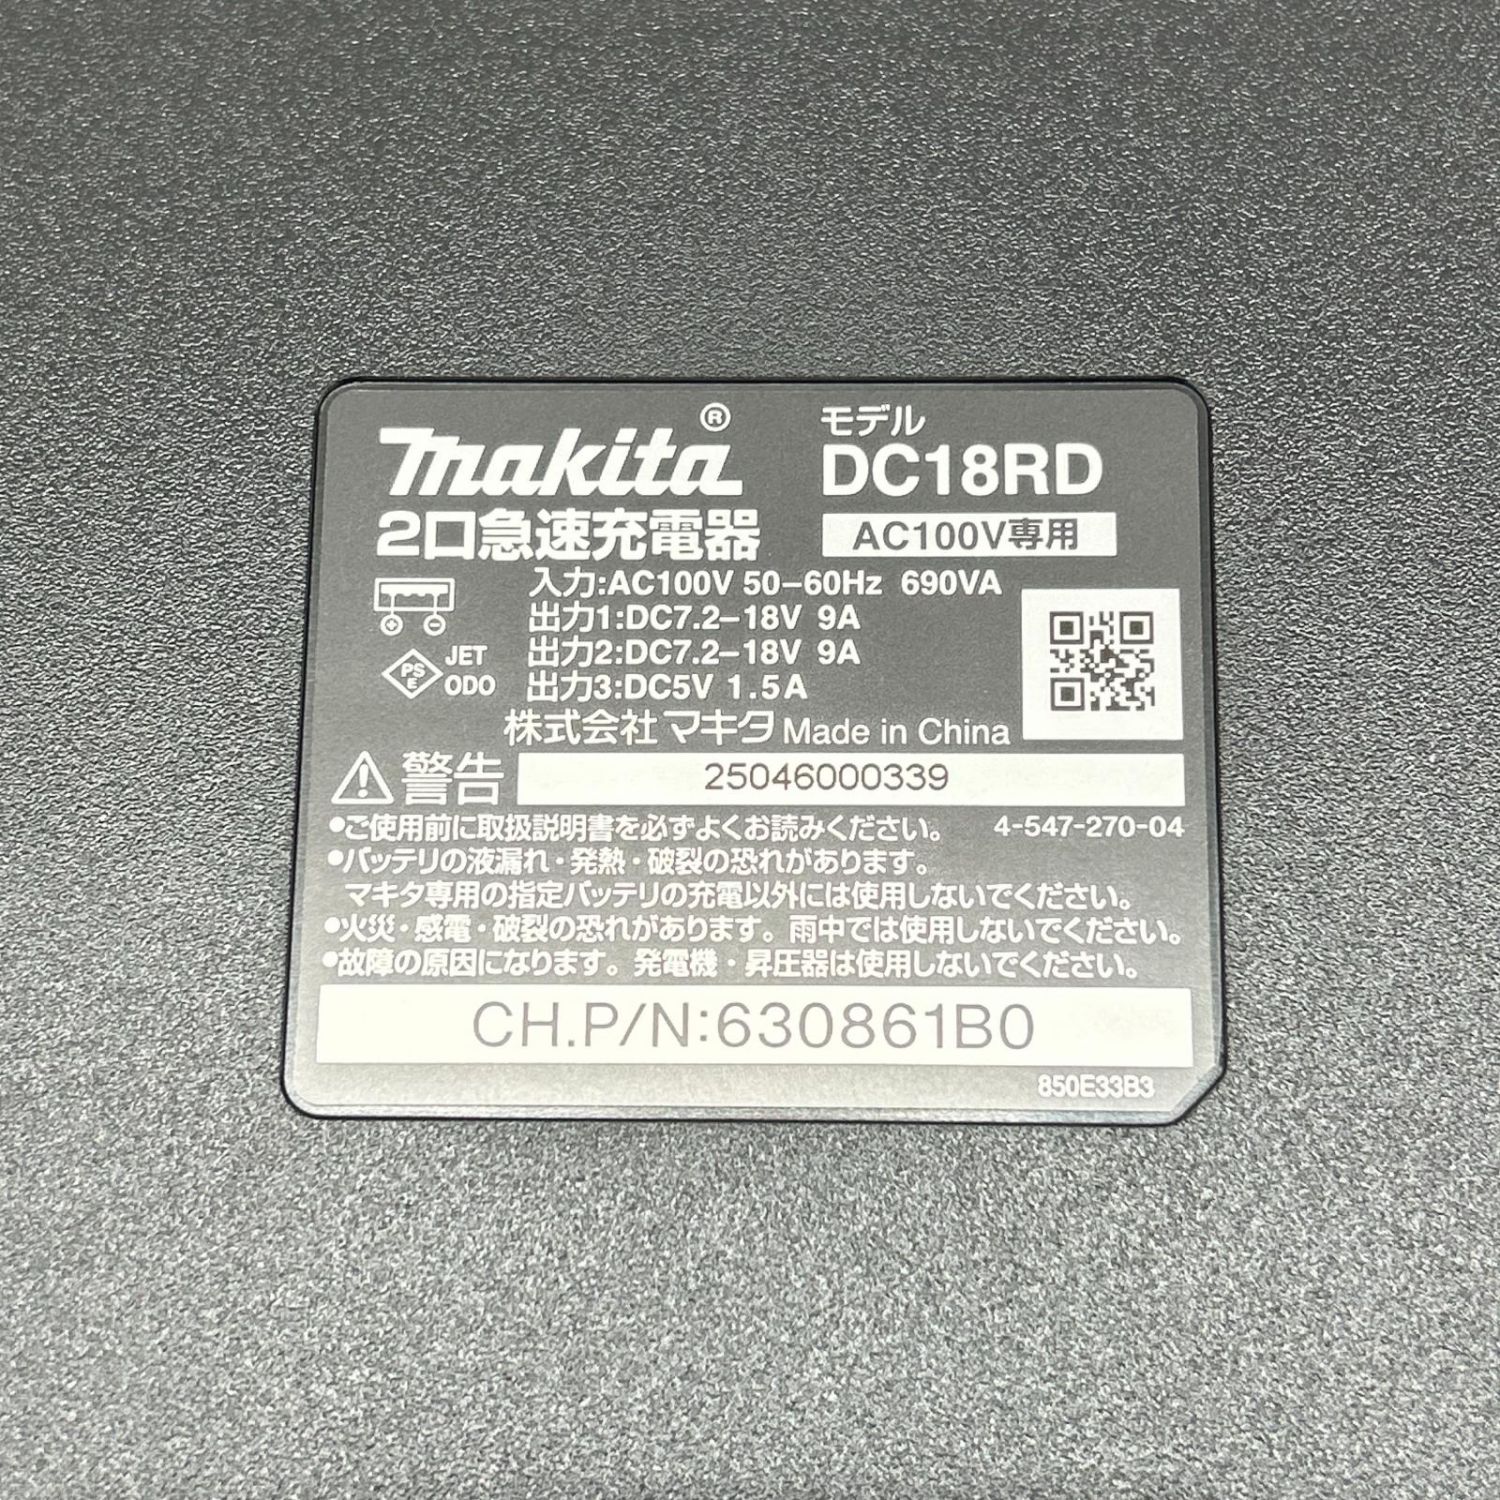 makita®
モデル
DC18RD
2口急速充電器
AC100V専用
入力:AC100V 50-60Hz 690VA
出力1:DC7.2-18V 9A
出力2:DC7.2-18V 9A
出力3:DC5V 1.5A
PS
E
JET
ODO
株式会社マキタ Made in China
警告
25046000339
●ご使用前に取扱説明書を必ずよくお読みください。 4-547-270-04
●バッテリの液漏れ・発熱・破裂の恐れがあります。
マキタ専用の指定バッテリの充電以外には使用しないでください。
●火災・感電・破裂の恐れがあります。雨中では使用しないでください。
●故障の原因になります。発電機・昇圧器は使用しないでください。
CH.P/N:630861B0
850E33B3